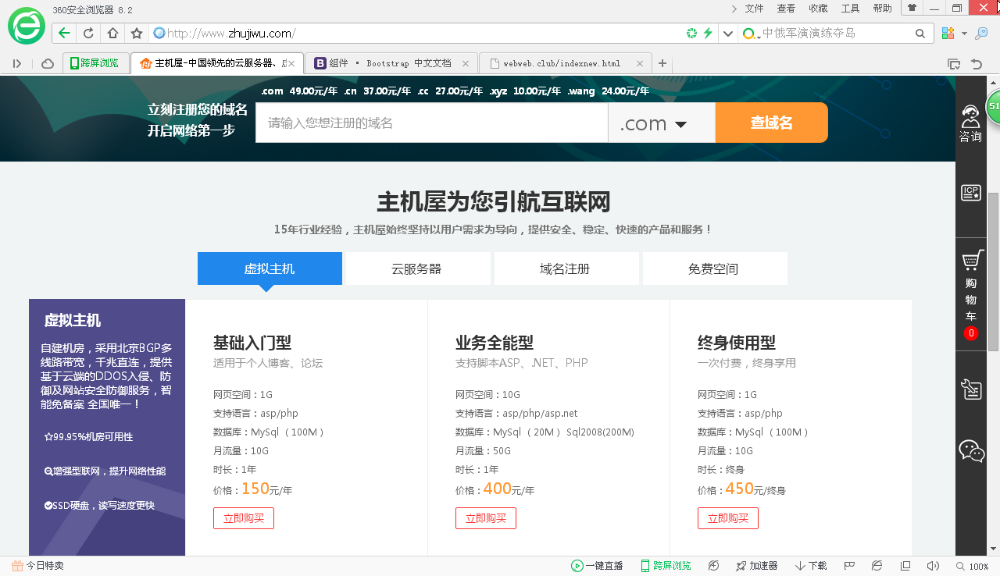 360安全浏览器 8.2
文件 查看 收藏 工具 帮助
http://www.zhujiwu.com/
中俄军演演练夺岛
跨屏浏览
主机屋-中国领先的云服务器、
组件 · Bootstrap 中文文档
webweb.club/indexnew.html
.com 49.00元/年 .cn 37.00元/年 .cc 27.00元/年 .xyz 10.00元/年 .wang 24.00元/年
立刻注册您的域名
开启网络第一步
请输入您想注册的域名
.com
查域名
51
咨询
ICP
购物车
0
主机屋为您引航互联网
15年行业经验，主机屋始终坚持以用户需求为导向，提供安全、稳定、快速的产品和服务！
虚拟主机 云服务器 域名注册 免费空间
虚拟主机
自建机房，采用北京BGP多
线路带宽，千兆直连，提供
基于云端的DDOS入侵、防
御及网站安全防御服务，智
能免备案 全国唯一！
99.95%机房可用性
增强型联网，提升网络性能
SSD硬盘，读写速度更快
基础入门型
适用于个人博客、论坛
网页空间：1G
支持语言：asp/php
数据库：MySql （100M）
月流量：10G
时长：1年
价格：150元/年
立即购买
业务全能型
支持脚本ASP、.NET、PHP
网页空间：10G
支持语言：asp/php/asp.net
数据库：MySql （20M） Sql2008(200M)
月流量：50G
时长：1年
价格：400元/年
立即购买
终身使用型
一次付费，终身享用
网页空间：1G
支持语言：asp/php
数据库：MySql （100M）
月流量：10G
时长：终身
价格：450元/终身
立即购买
今日特卖
一键直播 跨屏浏览 加速器 下载 100%